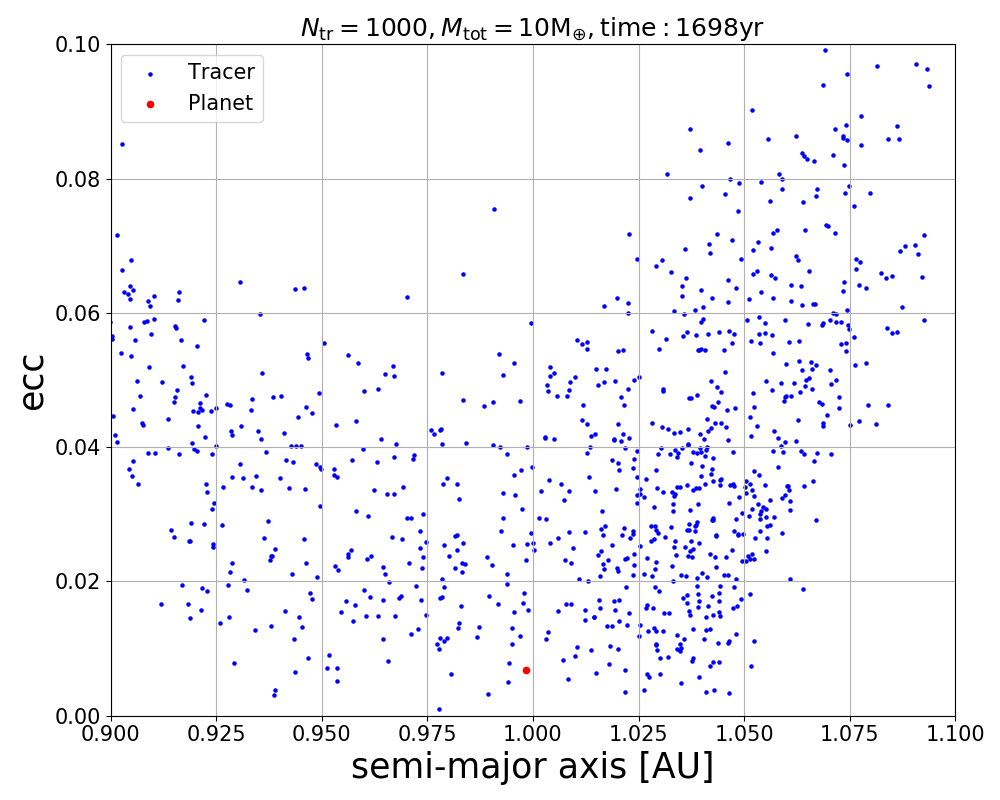 N_tr = 1000, M_tot = 10M_⊕, time : 1698yr
Tracer
Planet
ecc
0.10
0.08
0.06
0.04
0.02
0.00
0.900 0.925 0.950 0.975 1.000 1.025 1.050 1.075 1.100
semi-major axis [AU]